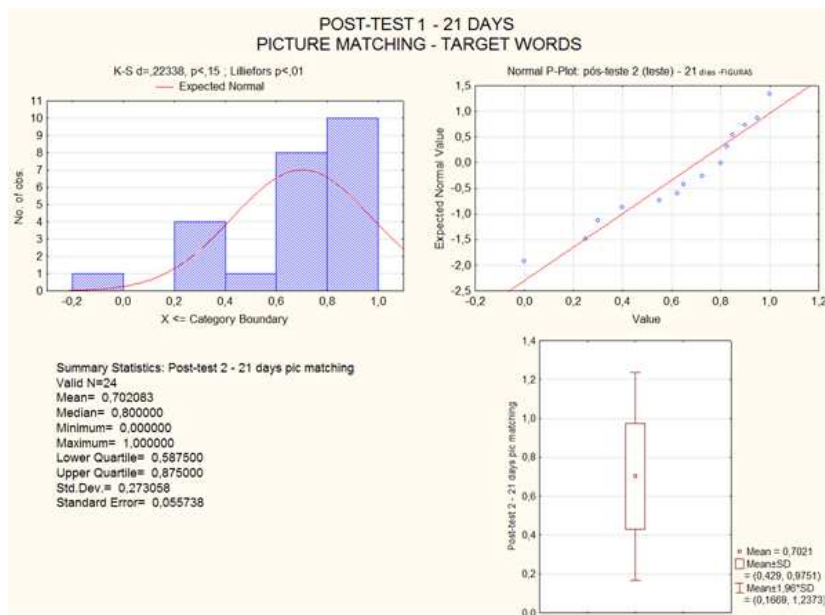 POST-TEST 1 - 21 DAYS
PICTURE MATCHING - TARGET WORDS
K-S d=,22338, p<,15 ; Lilliefors p<,01
Expected Normal
11
10
9
8
7
6
5
4
3
2
1
0
No. of obs.
-0,2 0,0 0,2 0,4 0,6 0,8 1,0
X <= Category Boundary
Normal P-Plot: pós-teste 2 (teste) - 21 dias -FIGURAS
1,5
1,0
0,5
0,0
-0,5
-1,0
-1,5
-2,0
-2,5
Expected Normal Value
-0,2 0,0 0,2 0,4 0,6 0,8 1,0 1,2
Value
Summary Statistics: Post-test 2 - 21 days pic matching
Valid N=24
Mean= 0,702083
Median= 0,800000
Minimum= 0,000000
Maximum= 1,000000
Lower Quartile= 0,587500
Upper Quartile= 0,875000
Std.Dev.= 0,273058
Standard Error= 0,055738
1,4
1,2
1,0
0,8
0,6
0,4
0,2
0,0
Post-test 2 - 21 days pic matching
Mean = 0,7021
Mean±SD
= (0,429, 0,9751)
Mean±1,96*SD
= (0,1669, 1,2373)